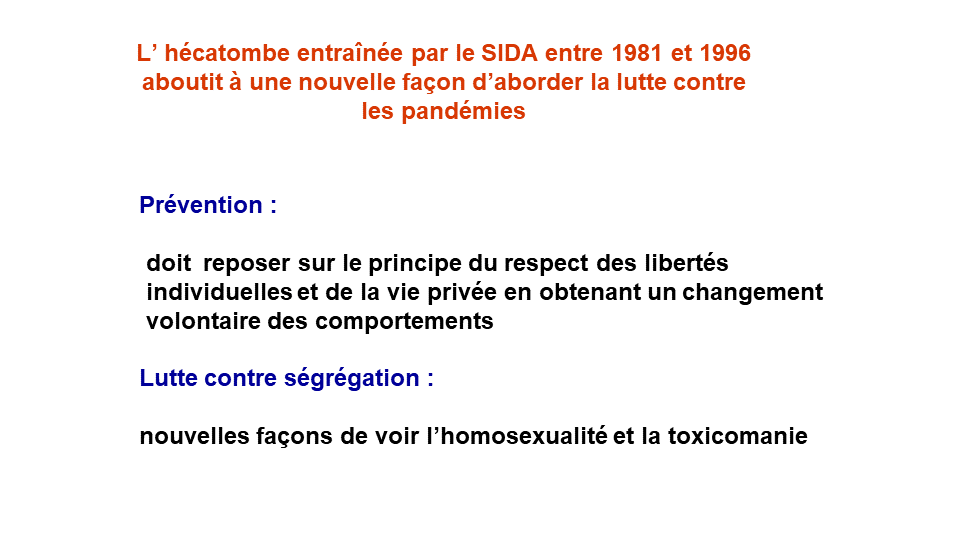 L’ hécatombe entraînée par le SIDA entre 1981 et 1996
aboutit à une nouvelle façon d’aborder la lutte contre
les pandémies
Prévention :
doit reposer sur le principe du respect des libertés
individuelles et de la vie privée en obtenant un changement
volontaire des comportements
Lutte contre ségrégation :
nouvelles façons de voir l’homosexualité et la toxicomanie